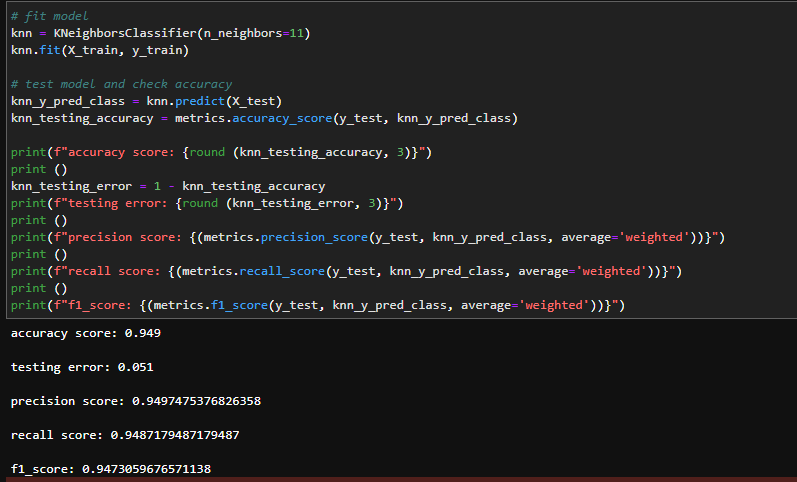 # fit model
knn = KNeighborsClassifier(n_neighbors=11)
knn.fit(X_train, y_train)
# test model and check accuracy
knn_y_pred_class = knn.predict(X_test)
knn_testing_accuracy = metrics.accuracy_score(y_test, knn_y_pred_class)
print(f"accuracy score: {round (knn_testing_accuracy, 3)}")
print ()
knn_testing_error = 1 - knn_testing_accuracy
print(f"testing error: {round (knn_testing_error, 3)}")
print ()
print(f"precision score: {(metrics.precision_score(y_test, knn_y_pred_class, average='weighted'))}")
print ()
print(f"recall score: {(metrics.recall_score(y_test, knn_y_pred_class, average='weighted'))}")
print ()
print(f"f1_score: {(metrics.f1_score(y_test, knn_y_pred_class, average='weighted'))}")
accuracy score: 0.949
testing error: 0.051
precision score: 0.9497475376826358
recall score: 0.9487179487179487
f1_score: 0.9473059676571138